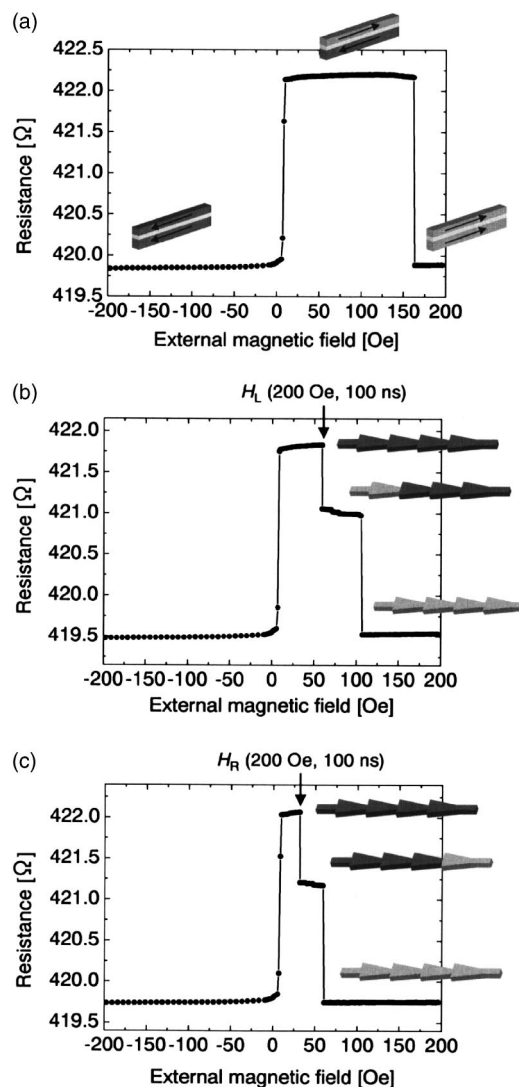 (a)
422.5
422.0
421.5
421.0
420.5
420.0
419.5
Resistance [Ω]
-200 -150 -100 -50 0 50 100 150 200
External magnetic field [Oe]
(b)
H_L (200 Oe, 100 ns)
422.0
421.5
421.0
420.5
420.0
419.5
Resistance [Ω]
-200 -150 -100 -50 0 50 100 150 200
External magnetic field [Oe]
(c)
H_R (200 Oe, 100 ns)
422.0
421.5
421.0
420.5
420.0
419.5
Resistance [Ω]
-200 -150 -100 -50 0 50 100 150 200
External magnetic field [Oe]